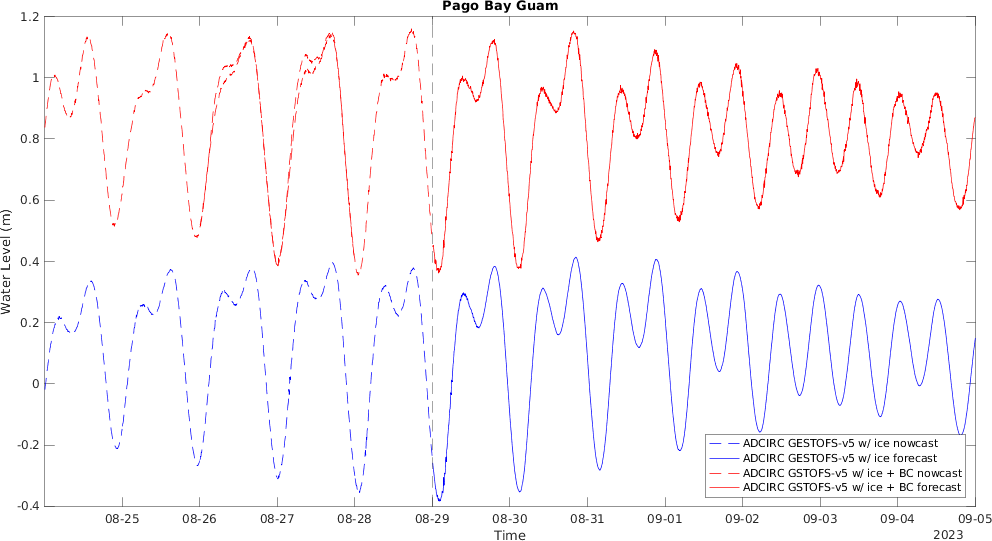 Pago Bay Guam
1.2
1
0.8
0.6
0.4
0.2
0
-0.2
-0.4
Water Level (m)
ADCIRC GESTOFS-v5 w/ ice nowcast
ADCIRC GESTOFS-v5 w/ ice forecast
ADCIRC GSTOFS-v5 w/ ice + BC nowcast
ADCIRC GSTOFS-v5 w/ ice + BC forecast
08-25 08-26 08-27 08-28 08-29 08-30 08-31 09-01 09-02 09-03 09-04 09-05
Time
2023